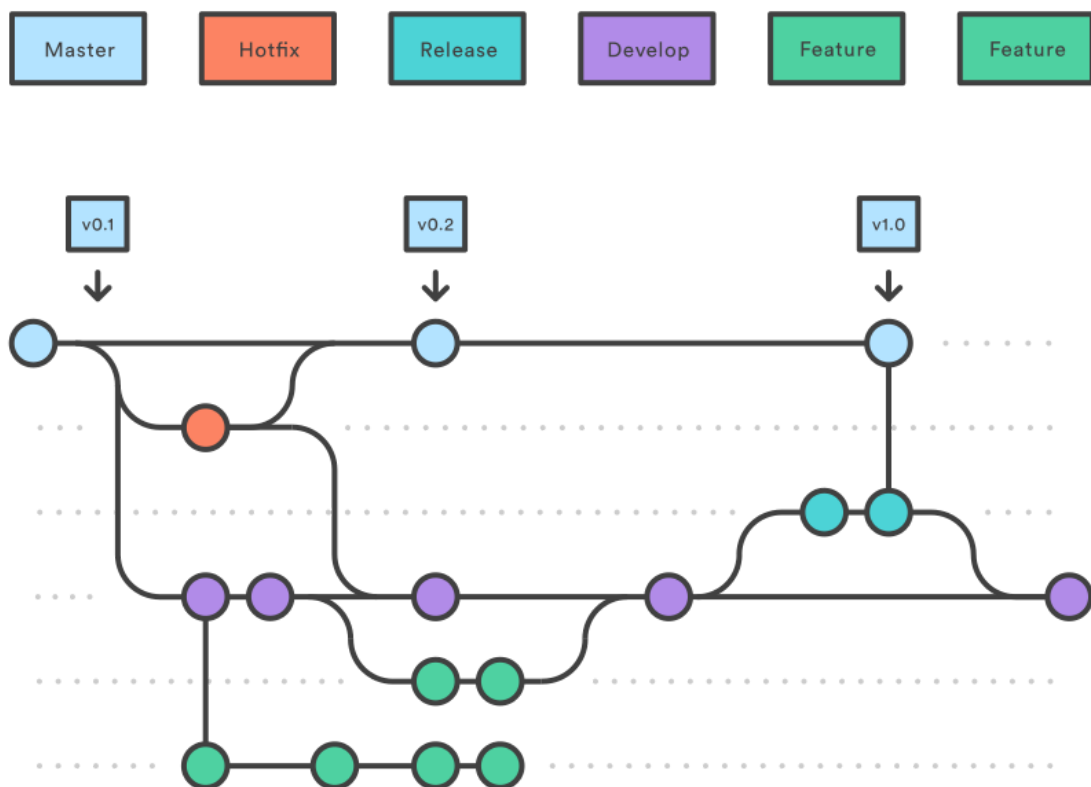 Master
Hotfix
Release
Develop
Feature
Feature
v0.1
v0.2
v1.0